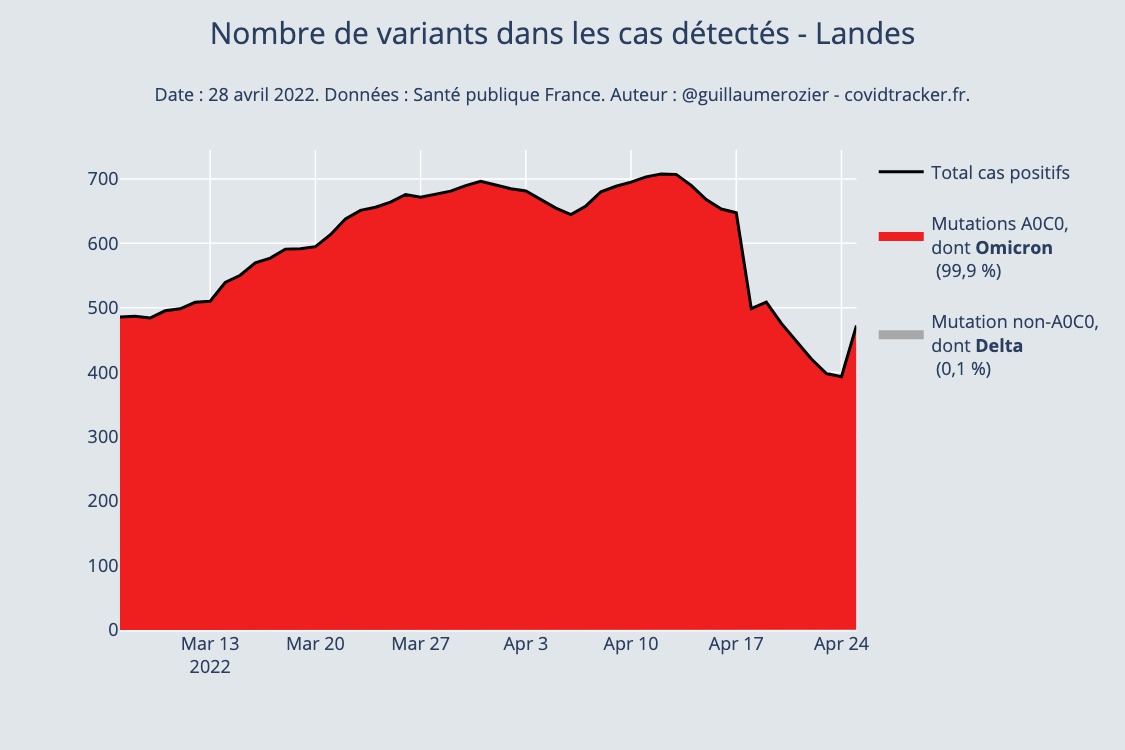 Nombre de variants dans les cas détectés - Landes
Date : 28 avril 2022. Données : Santé publique France. Auteur : @guillaumerozier - covidtracker.fr.
Total cas positifs
Mutations A0C0,
dont Omicron
(99,9 %)
Mutation non-A0C0,
dont Delta
(0,1 %)
700
600
500
400
300
200
100
0
Mar 13 Mar 20 Mar 27 Apr 3 Apr 10 Apr 17 Apr 24
2022